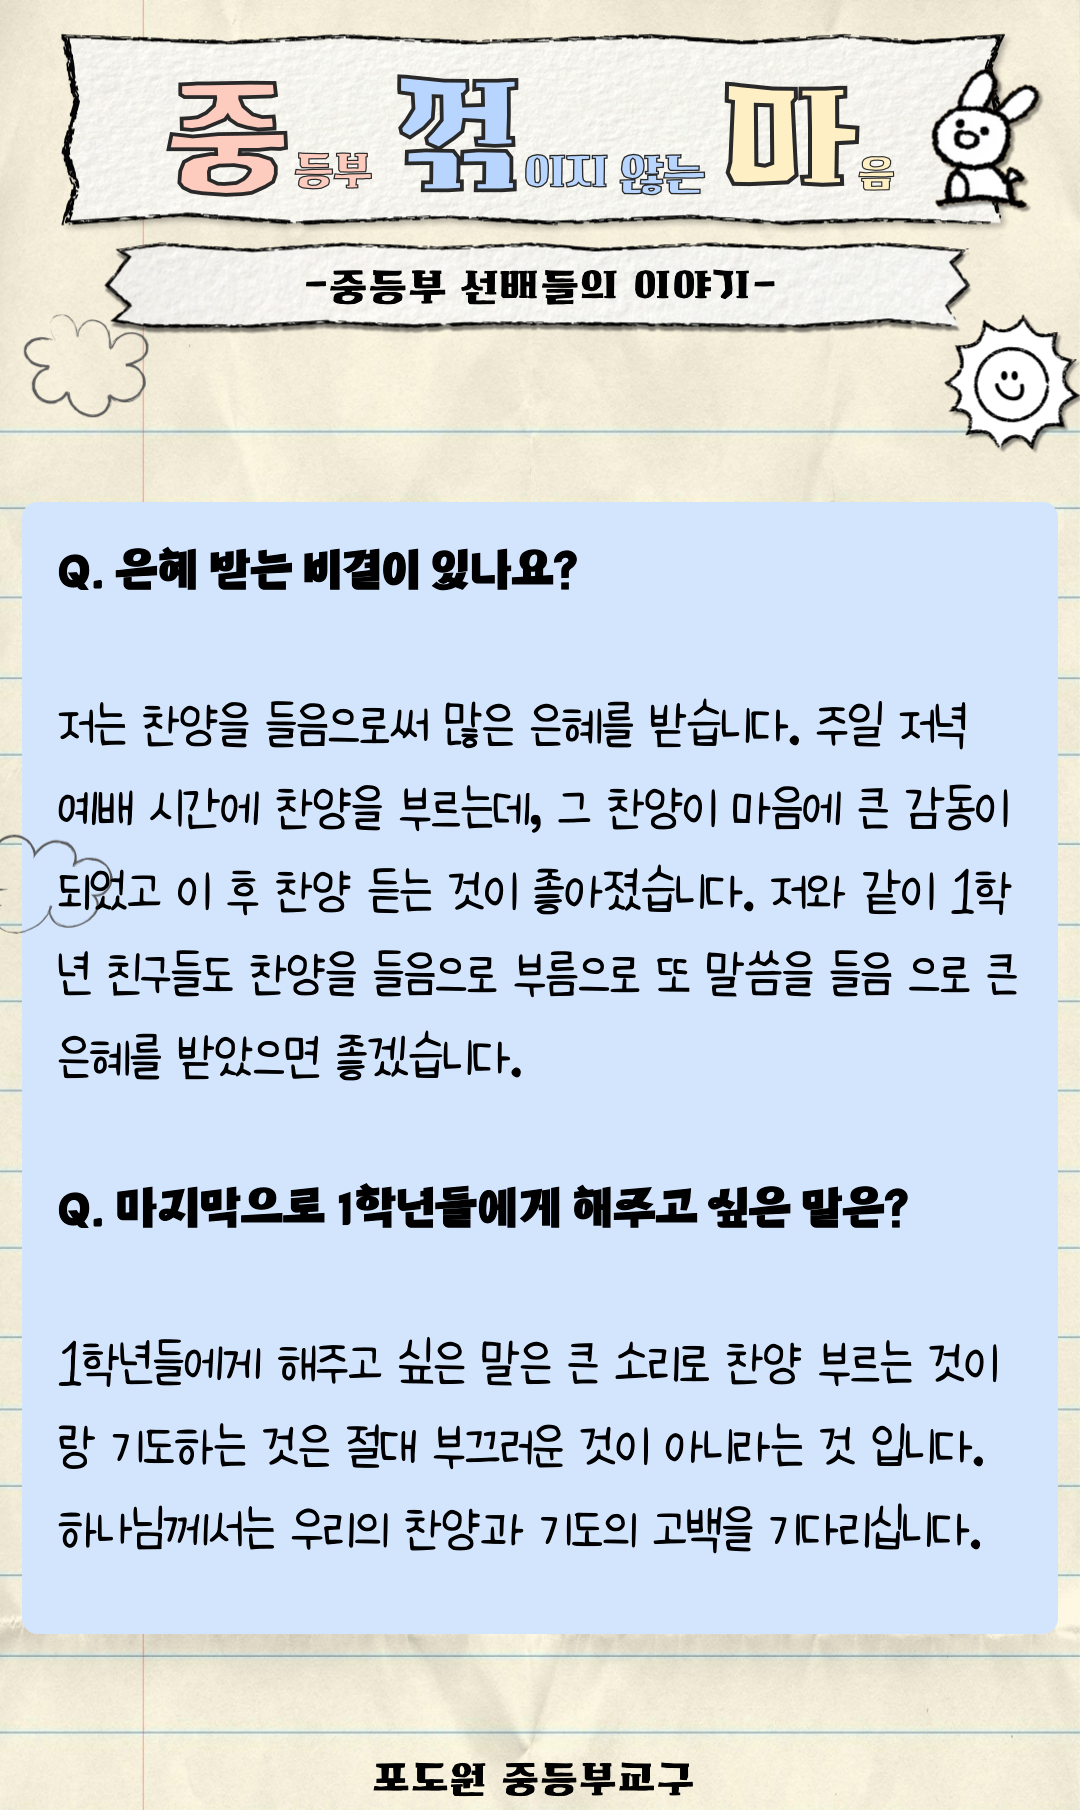 중등부 꺾이지 않는 마음
-중등부 선배들의 이야기-
Q. 은혜 받는 비결이 있나요?
저는 찬양을 들음으로써 많은 은혜를 받습니다. 주일 저녁
예배 시간에 찬양을 부르는데, 그 찬양이 마음에 큰 감동이
되었고 이 후 찬양 듣는 것이 좋아졌습니다. 저와 같이 1학
년 친구들도 찬양을 들음으로 부름으로 또 말씀을 들음 으로 큰
은혜를 받았으면 좋겠습니다.
Q. 마지막으로 1학년들에게 해주고 싶은 말은?
1학년들에게 해주고 싶은 말은 큰 소리로 찬양 부르는 것이
랑 기도하는 것은 절대 부끄러운 것이 아니라는 것 입니다.
하나님께서는 우리의 찬양과 기도의 고백을 기다리십니다.
포도원 중등부교구